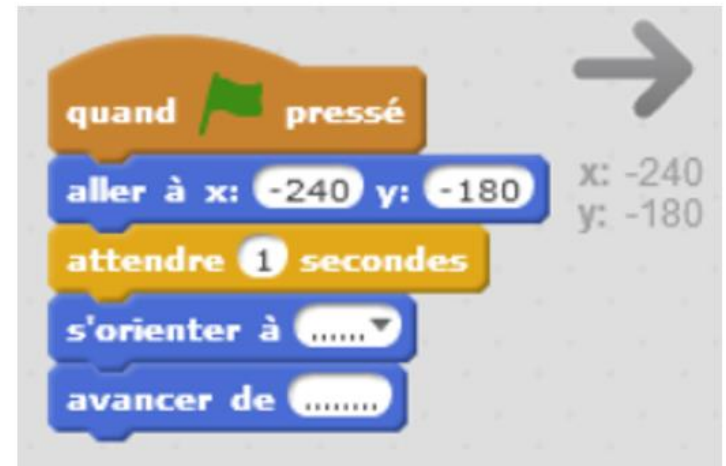 quand pressé
aller à x: -240 y: -180
attendre 1 secondes
s'orienter à ......
avancer de ........
x: -240
y: -180